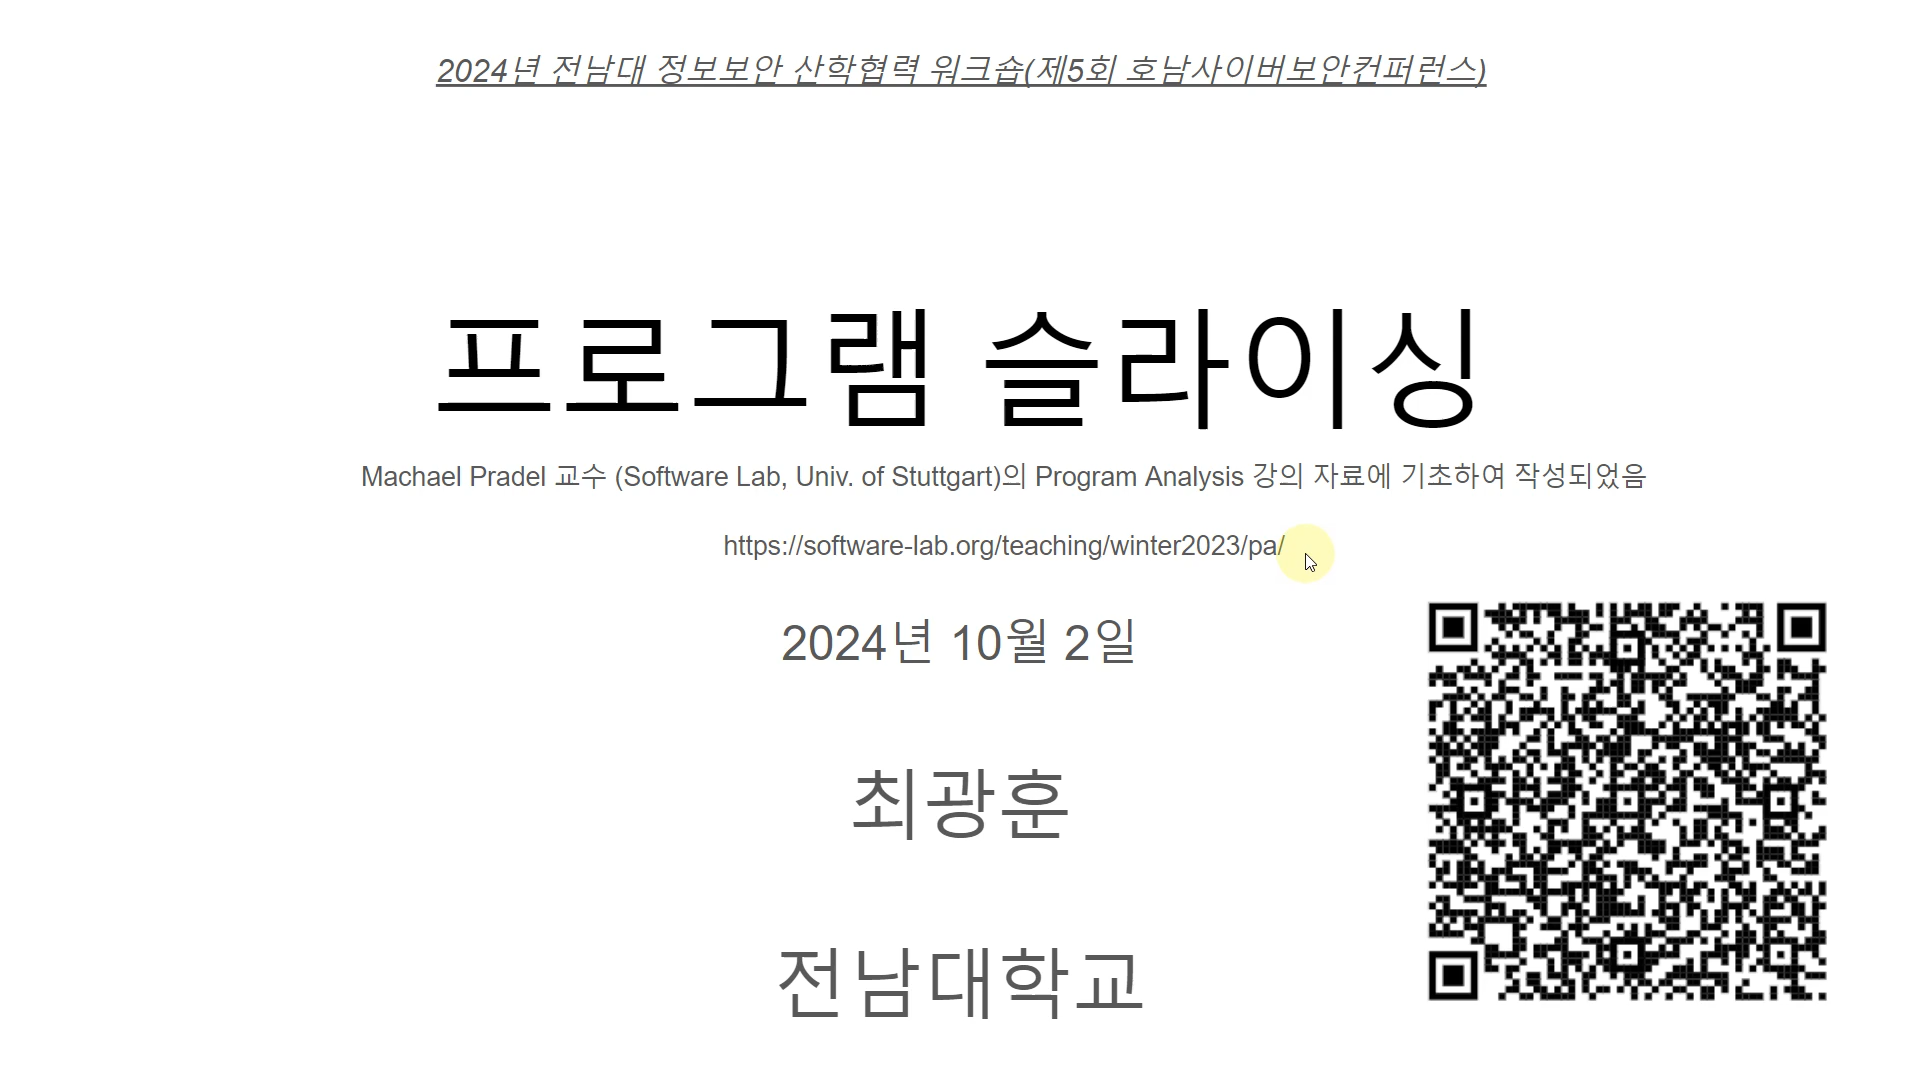 2024년 전남대 정보보안 산학협력 워크숍(제5회 호남사이버보안컨퍼런스)
프로그램 슬라이싱
Machael Pradel 교수 (Software Lab, Univ. of Stuttgart)의 Program Analysis 강의 자료에 기초하여 작성되었음
https://software-lab.org/teaching/winter2023/pa/
2024년 10월 2일
최광훈
전남대학교